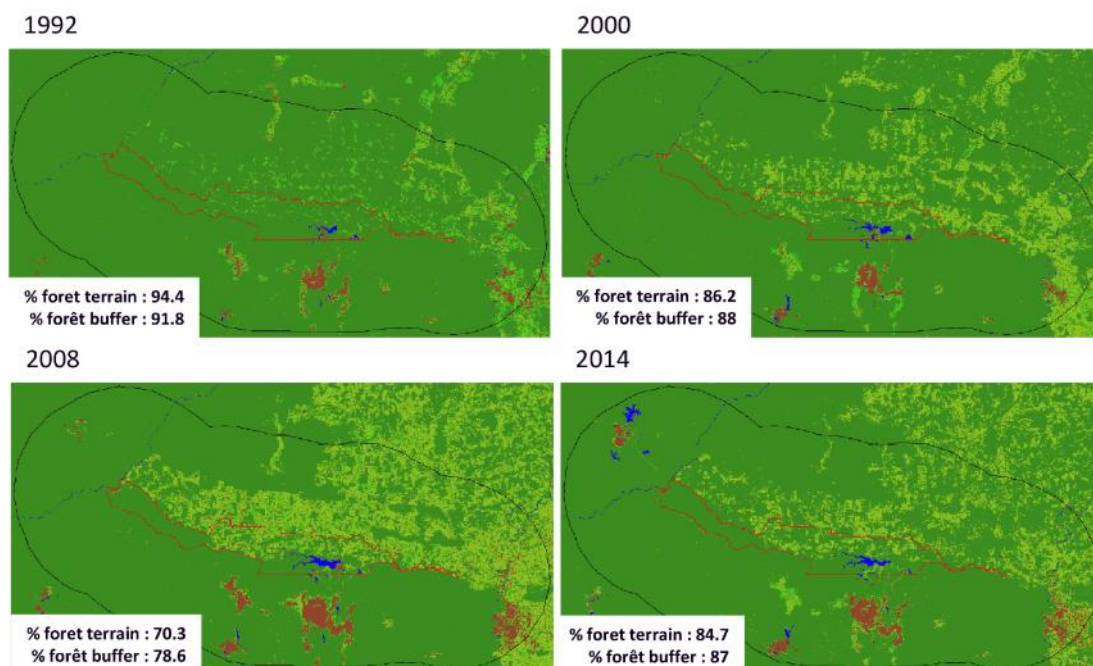 1992
2000
% foret terrain : 94.4
% forêt buffer : 91.8
% foret terrain : 86.2
% forêt buffer : 88
2008
2014
% foret terrain : 70.3
% forêt buffer : 78.6
% foret terrain : 84.7
% forêt buffer : 87